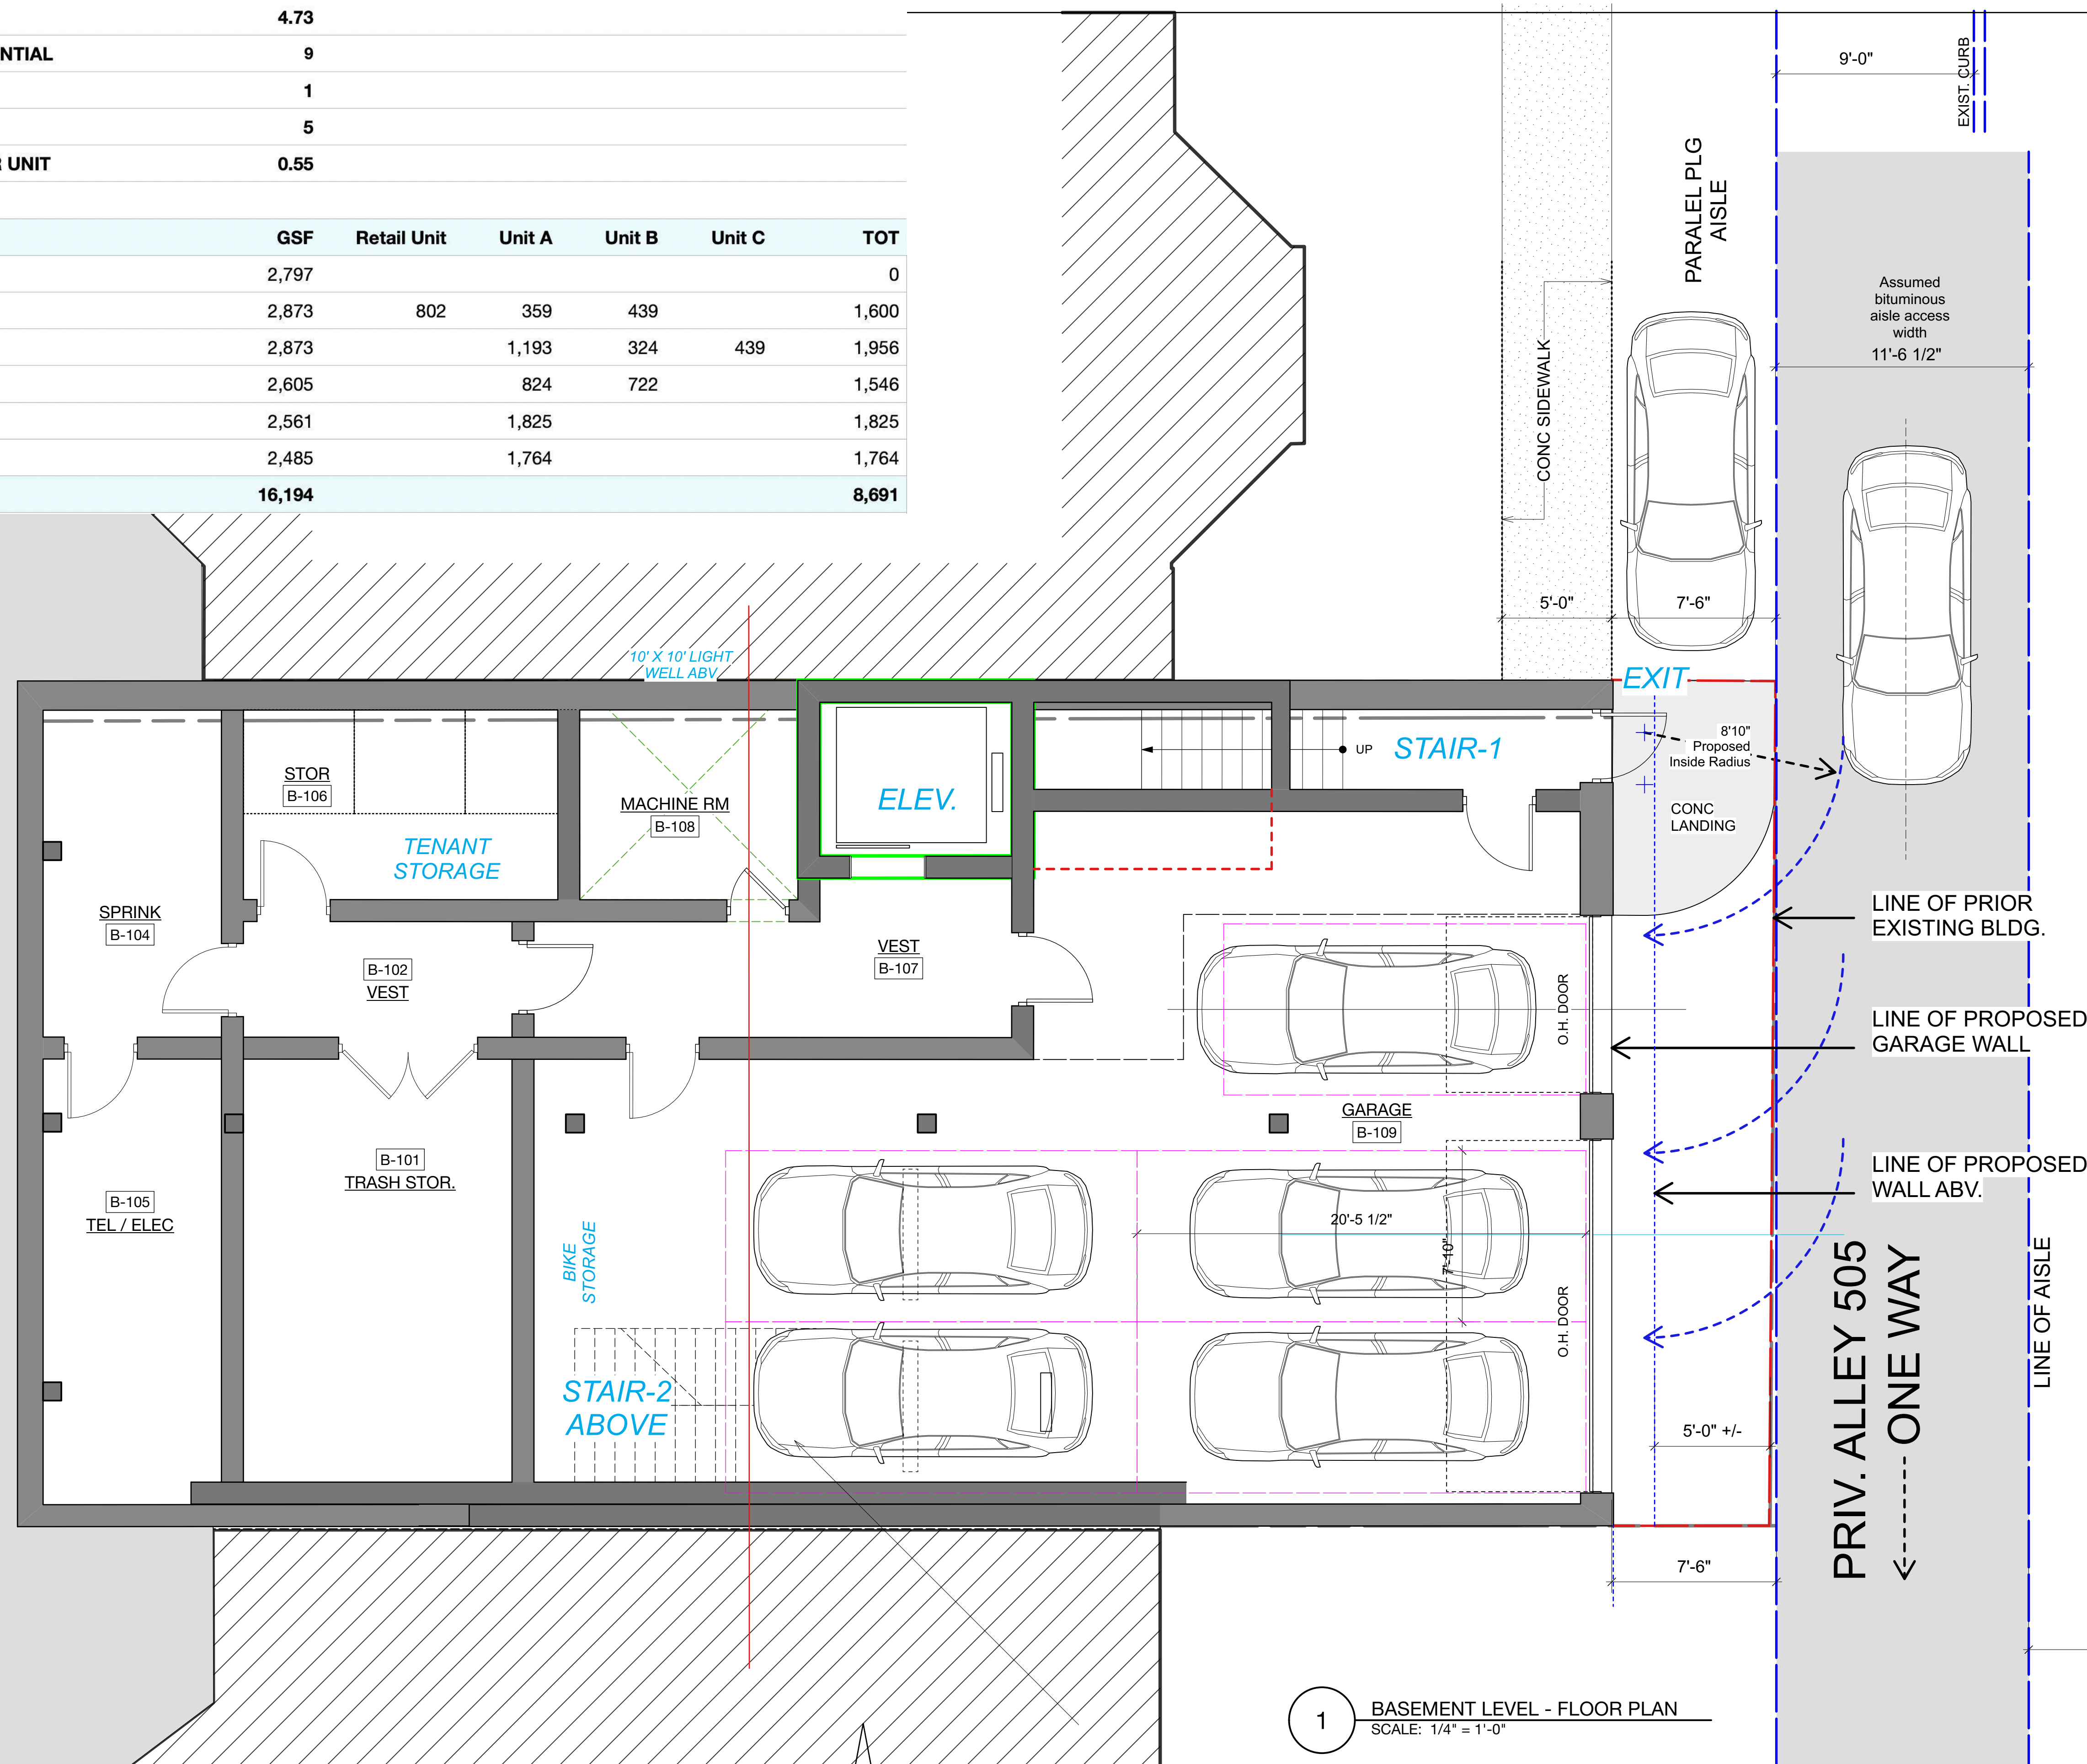 4.73
NTIAL 9
1
5
R UNIT 0.55
GSF Retail Unit Unit A Unit B Unit C TOT
2,797 0
2,873 802 359 439 1,600
2,873 1,193 324 439 1,956
2,605 824 722 1,546
2,561 1,825 1,825
2,485 1,764 1,764
16,194 8,691
9'-0"
EXIST. CURB
PARALEL PLG
AISLE
Assumed
bituminous
aisle access
width
11'-6 1/2"
CONC SIDEWALK
5'-0"
7'-6"
10' X 10' LIGHT
WELL ABV
EXIT
8'10"
Proposed
Inside Radius
STOR
B-106
MACHINE RM
B-108
ELEV.
UP
STAIR-1
CONC
LANDING
TENANT
STORAGE
SPRINK
B-104
B-102
VEST
VEST
B-107
O.H. DOOR
LINE OF PRIOR
EXISTING BLDG.
LINE OF PROPOSED
GARAGE WALL
GARAGE
B-109
B-101
TRASH STOR.
B-105
TEL / ELEC
BIKE
STORAGE
20'-5 1/2"
7'-10"
O.H. DOOR
LINE OF PROPOSED
WALL ABV.
STAIR-2
ABOVE
5'-0" +/-
PRIV. ALLEY 505
ONE WAY
LINE OF AISLE
7'-6"
1
BASEMENT LEVEL - FLOOR PLAN
SCALE: 1/4" = 1'-0"